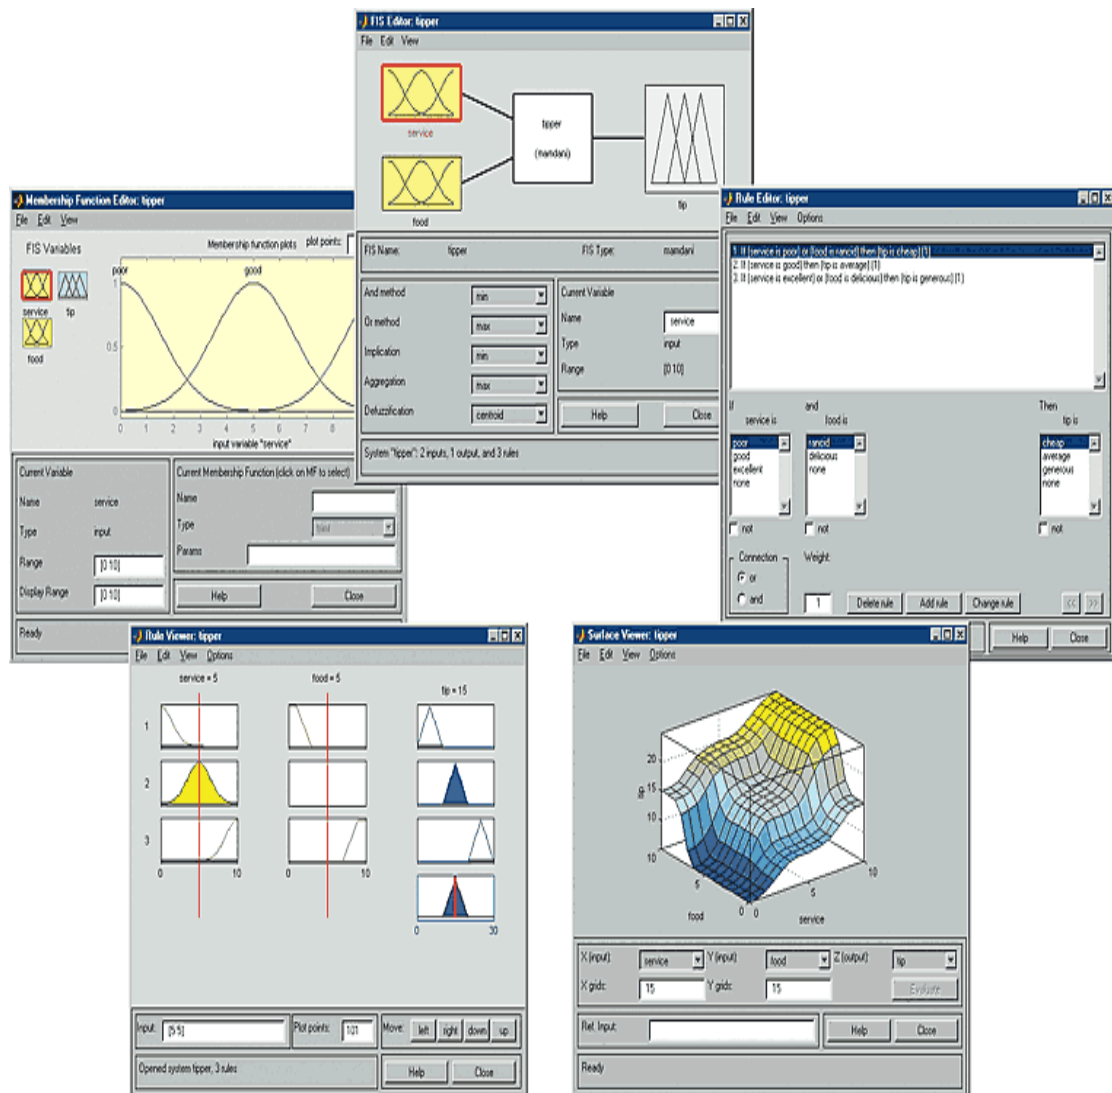 FIS Editor: tipper
File Edit View
service
food
tipper
(mamdani)
tip
FIS Name: tipper FIS Type: mamdani
And method min
Or method max
Implication min
Aggregation max
Defuzzification centroid
Current Variable
Name service
Type input
Range [0 10]
Help Close
System "tipper": 2 inputs, 1 output, and 3 rules
Membership Function Editor: tipper
File Edit View
FIS Variables
service tip
food
Membership function plots plot points:
poor good
1
0.5
0
0 1 2 3 4 5 6 7 8
input variable "service"
Current Variable
Name service
Type input
Range [0 10]
Display Range [0 10]
Current Membership Function (click on MF to select)
Name
Type
Params
Help Close
Ready
Rule Editor: tipper
File Edit View Options
1. If (service is poor) or (food is rancid) then (tip is cheap) (1)
2. If (service is good) then (tip is average) (1)
3. If (service is excellent) or (food is delicious) then (tip is generous) (1)
If and Then
service is food is tip is
poor
good
excellent
none
rancid
delicious
none
cheap
average
generous
none
not not not
Connection
or
and
Weight:
1
Delete rule Add rule Change rule << >>
Help Close
Rule Viewer: tipper
File Edit View Options
service = 5 food = 5 tip = 15
1
2
3
0 10 0 10
0 30
Input: [5 5] Plot points: 101 Move: left right down up
Opened system tipper, 3 rules
Help Close
Surface Viewer: tipper
File Edit View Options
20
15
10
tip
10 5 0
food
0 5 10
service
X (input): service Y (input): food Z (output): tip
X grids: 15 Y grids: 15 Evaluate
Ref. Input: Help Close
Ready